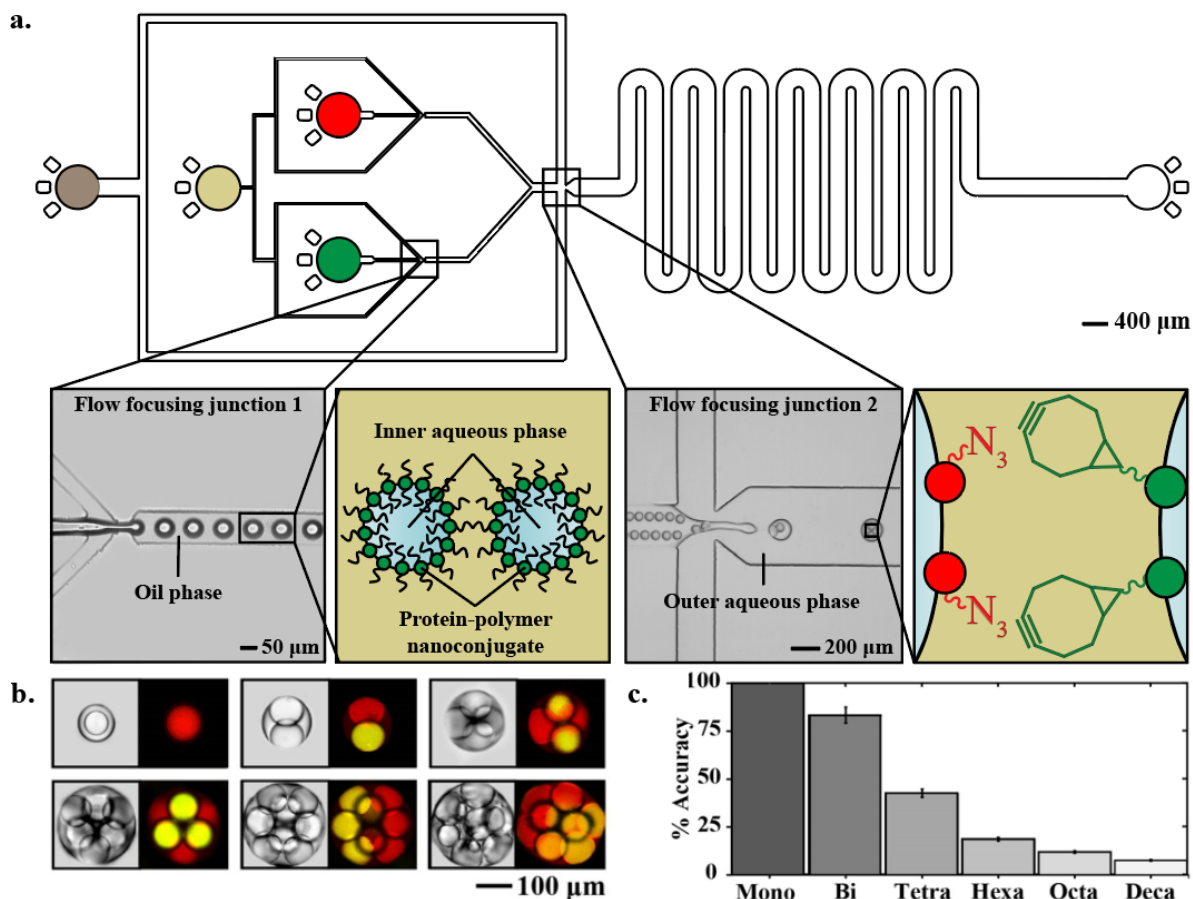 a.
400 μm
Flow focusing junction 1
Oil phase
50 μm
Inner aqueous phase
Protein-polymer
nanoconjugate
Flow focusing junction 2
Outer aqueous phase
200 μm
N3
N3
b.
100 μm
c.
% Accuracy
100
75
50
25
0
Mono Bi Tetra Hexa Octa Deca